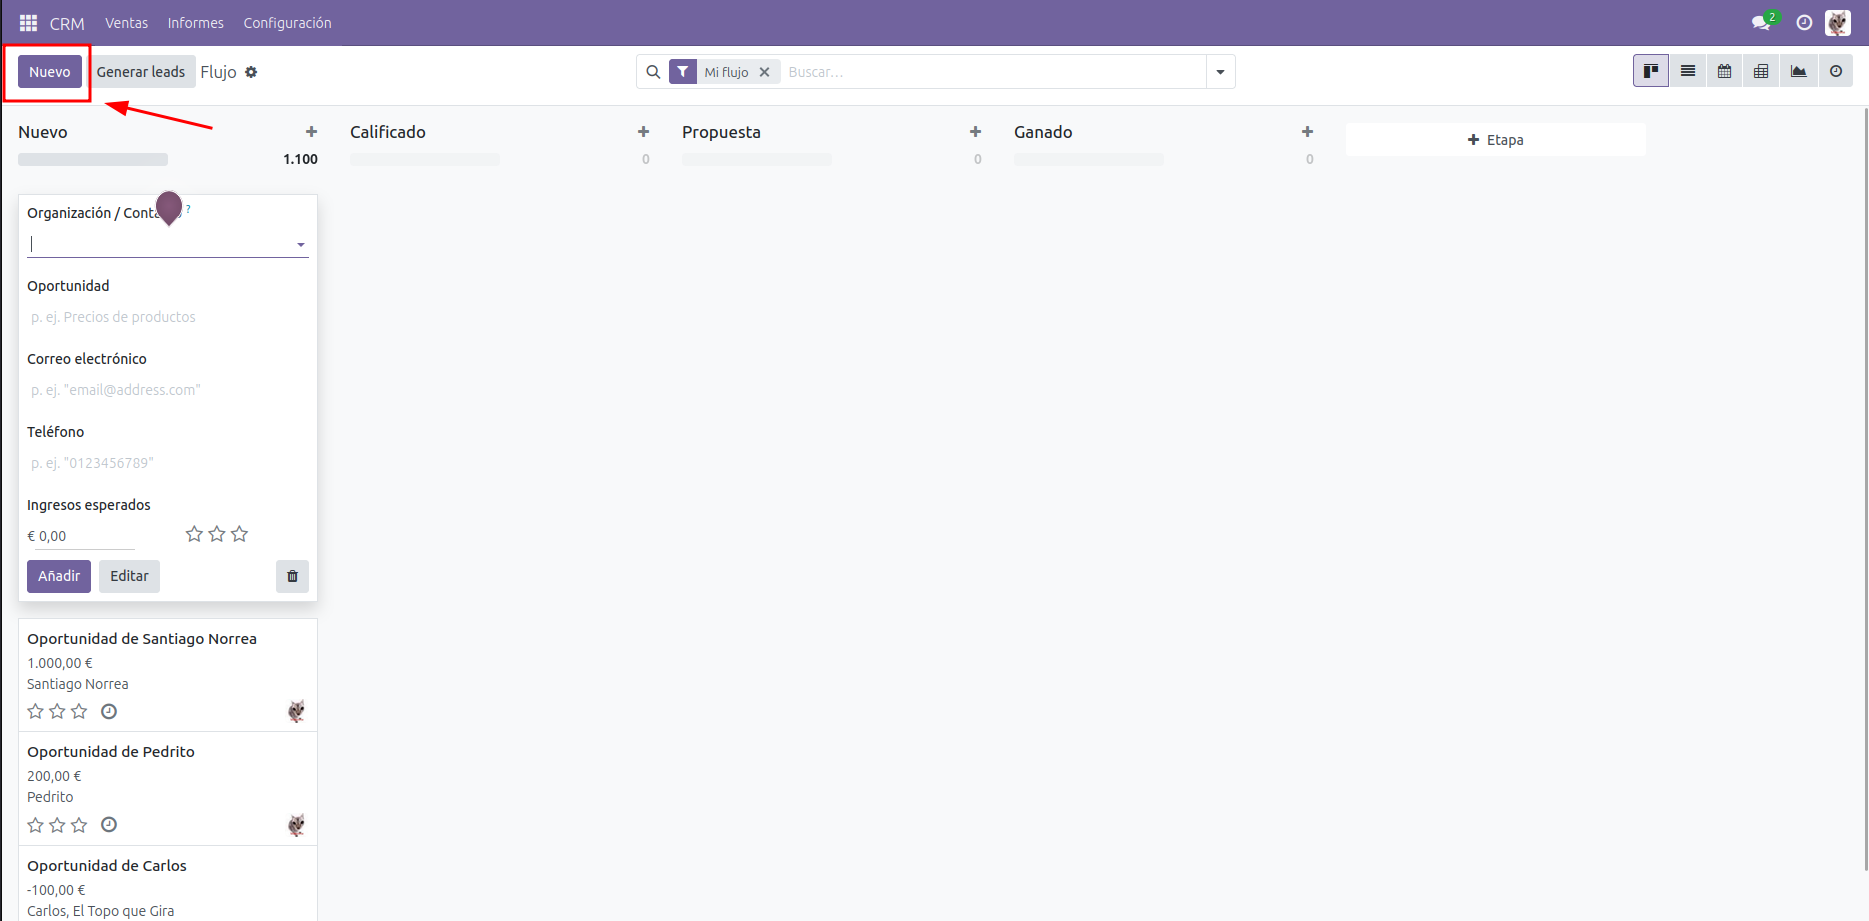 CRM Ventas Informes Configuración 2
Nuevo Generar leads Flujo Mi flujo Buscar...
Nuevo Calificado Propuesta Ganado Etapa
1.100 0 0 0
Organización / Conta ?
Oportunidad
p. ej. Precios de productos
Correo electrónico
p. ej. "email@address.com"
Teléfono
p. ej. "0123456789"
Ingresos esperados
€ 0,00
Añadir Editar
Oportunidad de Santiago Norrea
1.000,00 €
Santiago Norrea
Oportunidad de Pedrito
200,00 €
Pedrito
Oportunidad de Carlos
-100,00 €
Carlos, El Topo que Gira